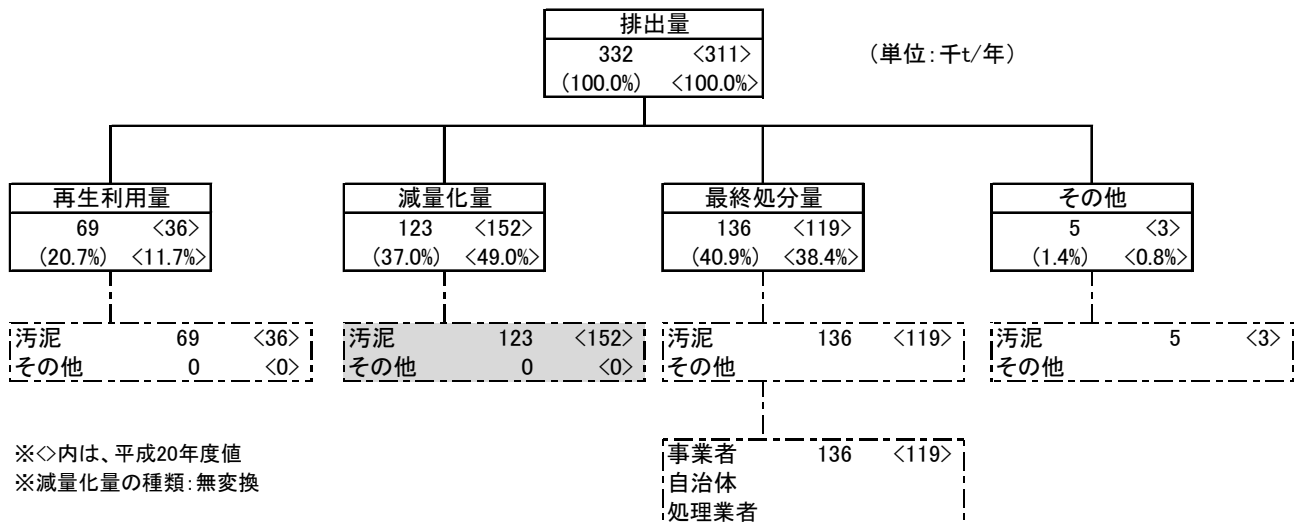 排出量
332 <311>
(100.0%) <100.0%>
(単位:千t/年)
再生利用量
69 <36>
(20.7%) <11.7%>
減量化量
123 <152>
(37.0%) <49.0%>
最終処分量
136 <119>
(40.9%) <38.4%>
その他
5 <3>
(1.4%) <0.8%>
汚泥 69 <36>
その他 0 <0>
汚泥 123 <152>
その他 0 <0>
汚泥 136 <119>
その他
汚泥 5 <3>
その他
※<>内は、平成20年度値
※減量化量の種類:無変換
事業者 136 <119>
自治体
処理業者